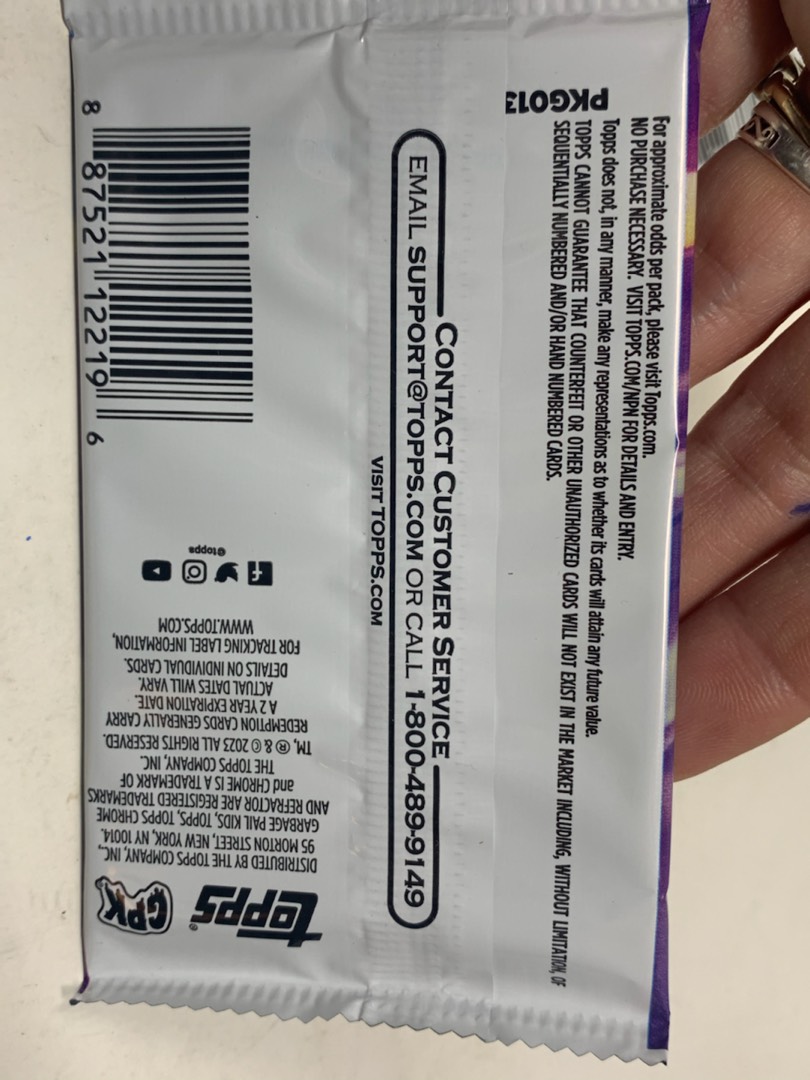 For approximate odds per pack, please visit Topps.com.
NO PURCHASE NECESSARY. VISIT TOPPS.COM/NPN FOR DETAILS AND ENTRY.
Topps does not, in any manner, make any representations as to whether its cards will attain any future value.
TOPPS CANNOT GUARANTEE THAT COUNTERFEIT OR OTHER UNAUTHORIZED CARDS WILL NOT EXIST IN THE MARKET INCLUDING, WITHOUT LIMITATION, OF
SEQUENTIALLY NUMBERED AND/OR HAND NUMBERED CARDS.
PKG013
CONTACT CUSTOMER SERVICE
EMAIL SUPPORT@TOPPS.COM OR CALL 1-800-489-9149
VISIT TOPPS.COM
8 87521 12219 6
topps®
GPK
DISTRIBUTED BY THE TOPPS COMPANY, INC.,
95 MORTON STREET, NEW YORK, NY 10014.
GARBAGE PAIL KIDS, TOPPS, TOPPS CHROME
AND REFRACTOR ARE REGISTERED TRADEMARKS
and CHROME IS A TRADEMARK OF
THE TOPPS COMPANY, INC.
TM, ® & © 2023 ALL RIGHTS RESERVED.
REDEMPTION CARDS GENERALLY CARRY
A 2 YEAR EXPIRATION DATE.
ACTUAL DATES WILL VARY.
DETAILS ON INDIVIDUAL CARDS.
FOR TRACKING LABEL INFORMATION,
WWW.TOPPS.COM
@topps